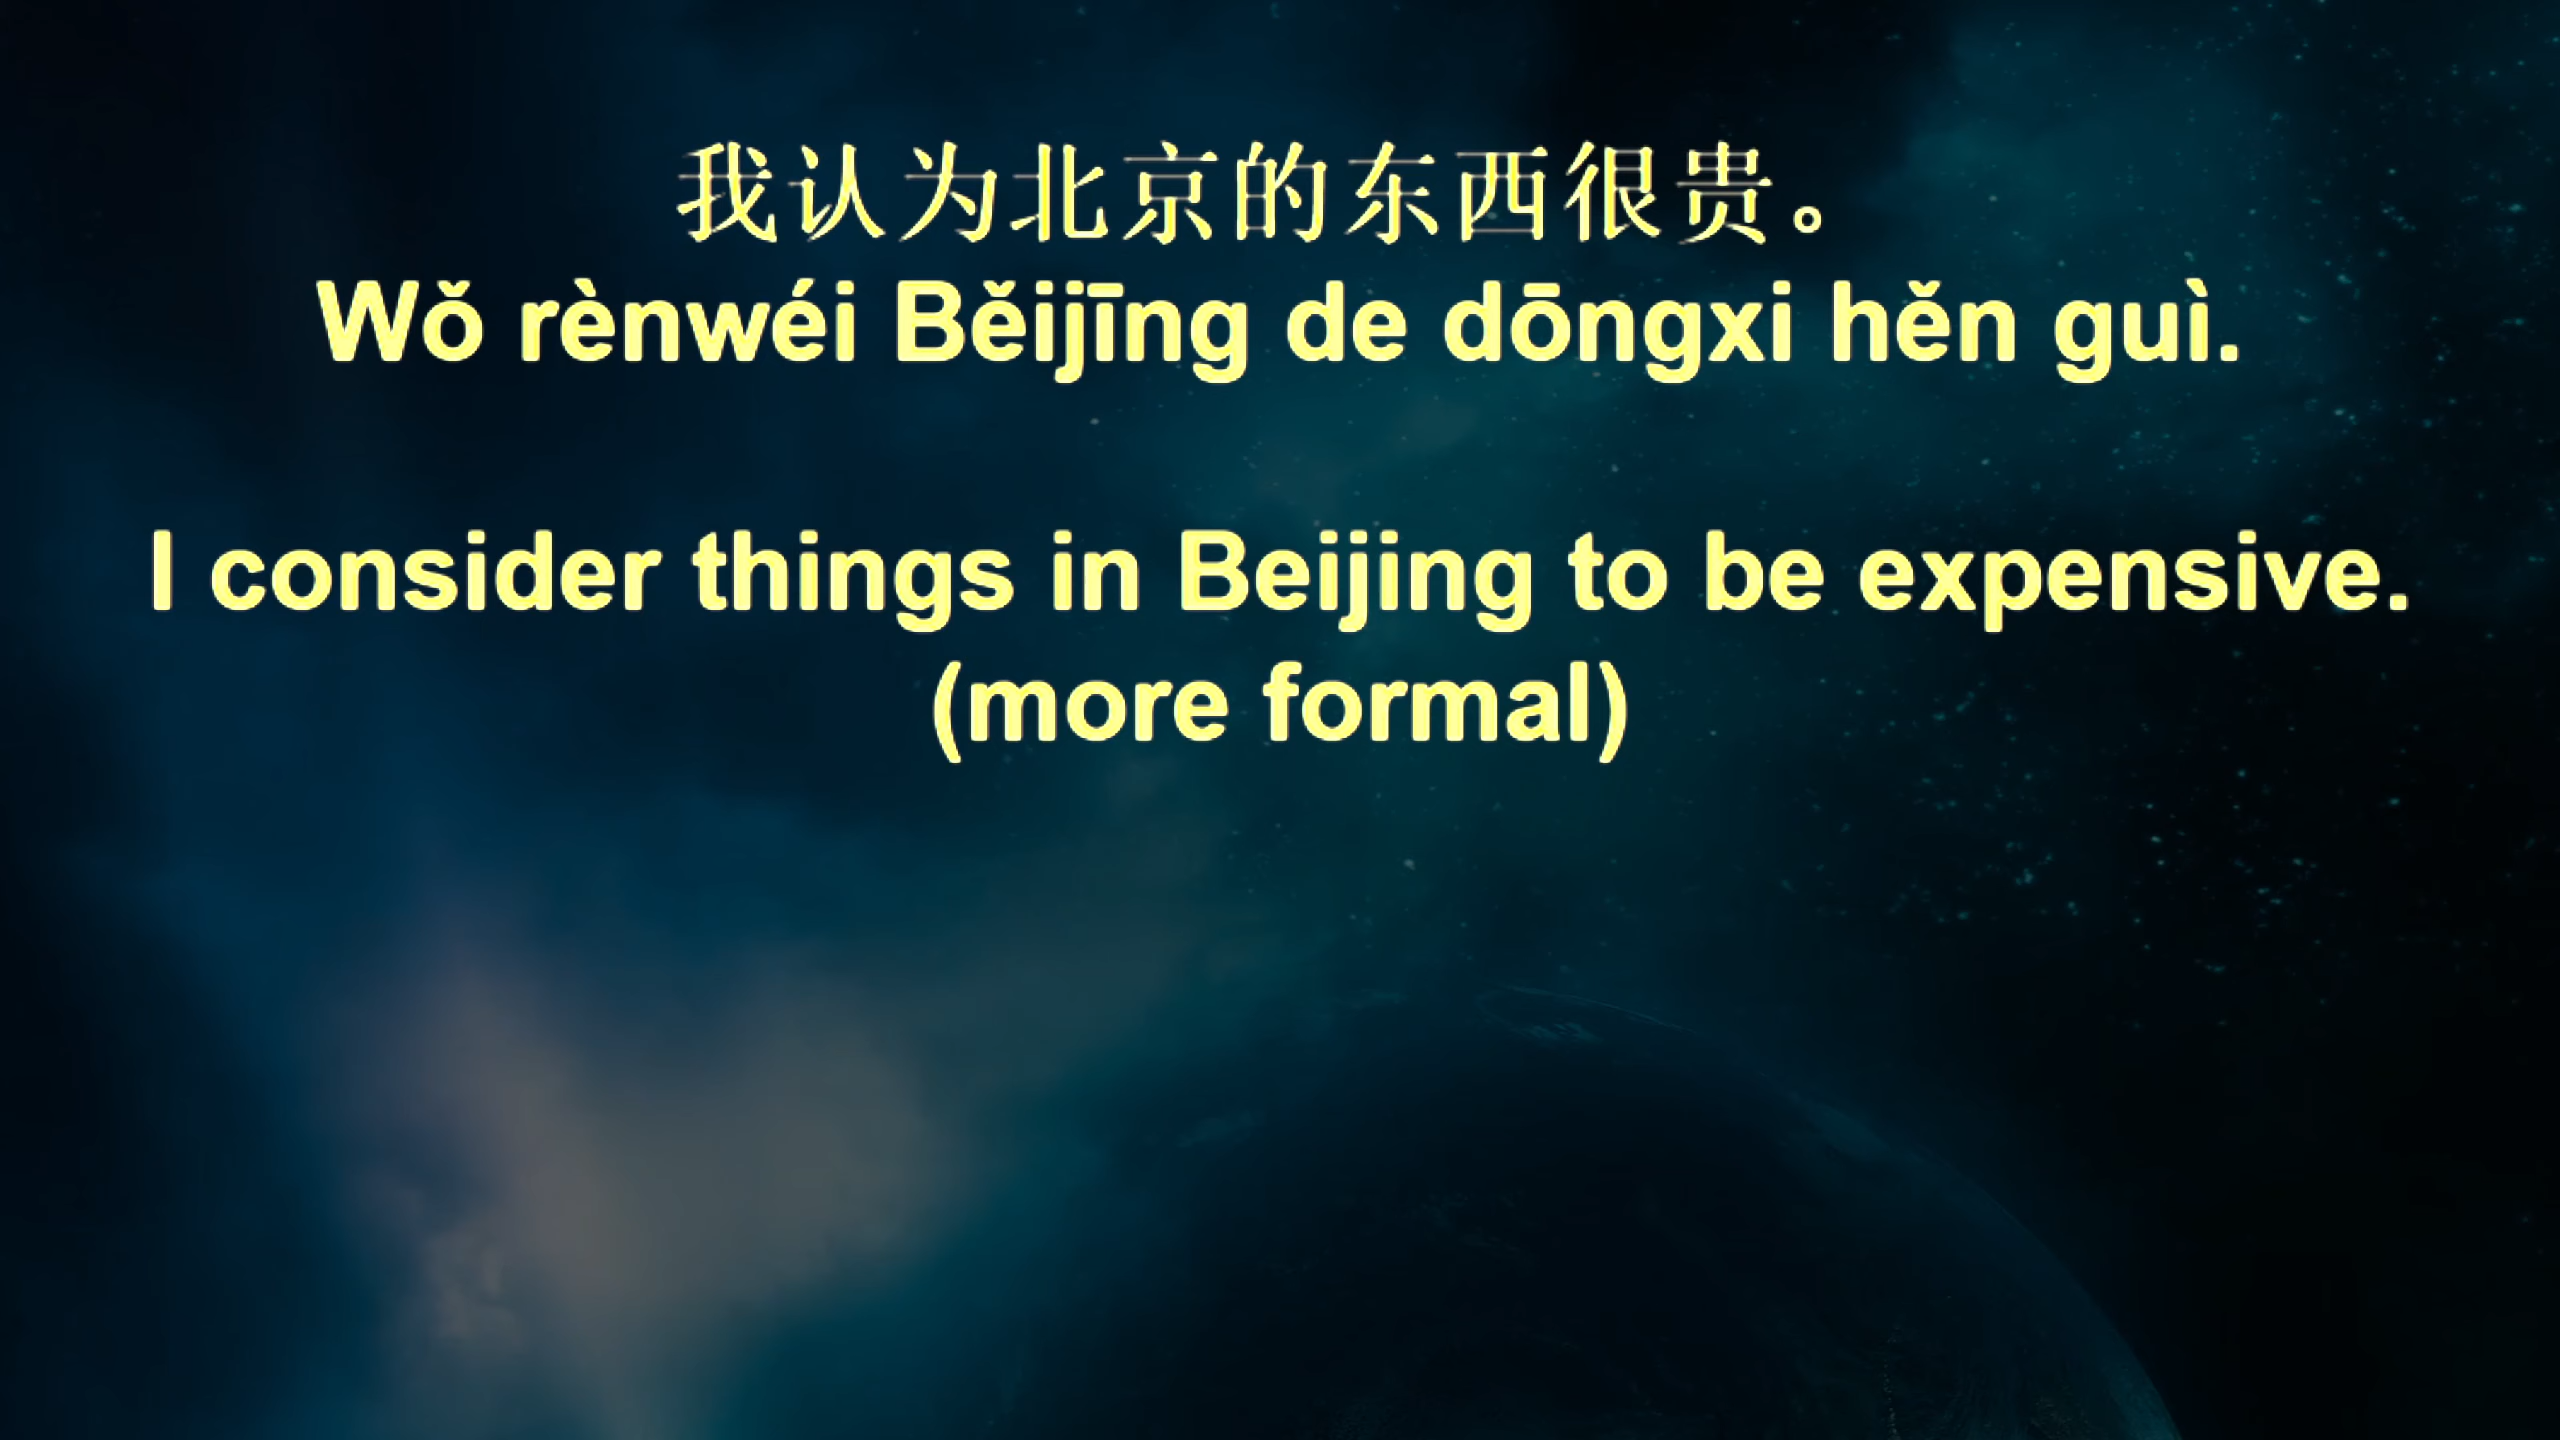 我认为北京的东西很贵。
Wǒ rènwéi Běijīng de dōngxi hěn guì.
I consider things in Beijing to be expensive.
(more formal)